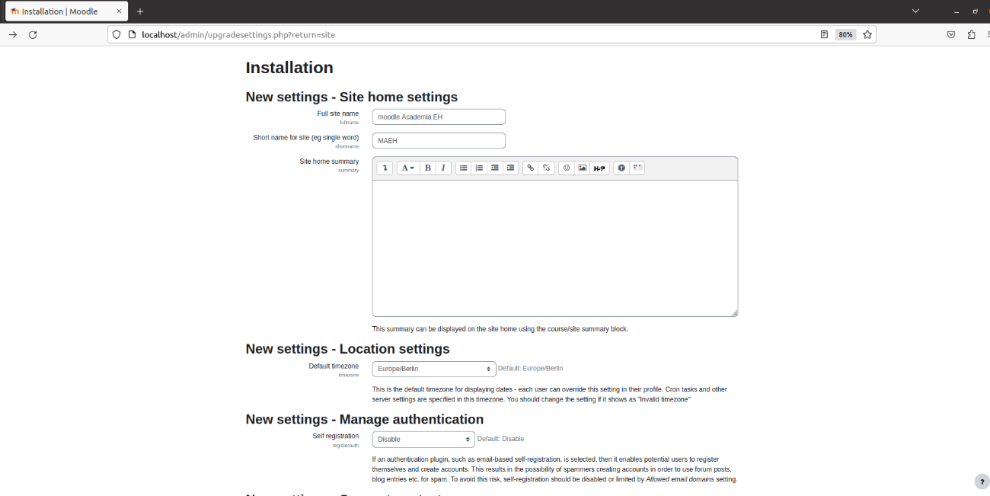 Installation | Moodle
localhost/admin/upgradesettings.php?return=site
80%
Installation
New settings - Site home settings
Full site name
fullname
moodle Academia EH
Short name for site (eg single word)
shortname
MAEH
Site home summary
summary
A B I
H-P
This summary can be displayed on the site home using the course/site summary block.
New settings - Location settings
Default timezone
timezone
Europe/Berlin
Default: Europe/Berlin
This is the default timezone for displaying dates - each user can override this setting in their profile. Cron tasks and other
server settings are specified in this timezone. You should change the setting if it shows as "Invalid timezone"
New settings - Manage authentication
Self registration
registerauth
Disable
Default: Disable
If an authentication plugin, such as email-based self-registration, is selected, then it enables potential users to register
themselves and create accounts. This results in the possibility of spammers creating accounts in order to use forum posts,
blog entries etc. for spam. To avoid this risk, self-registration should be disabled or limited by Allowed email domains setting.
?